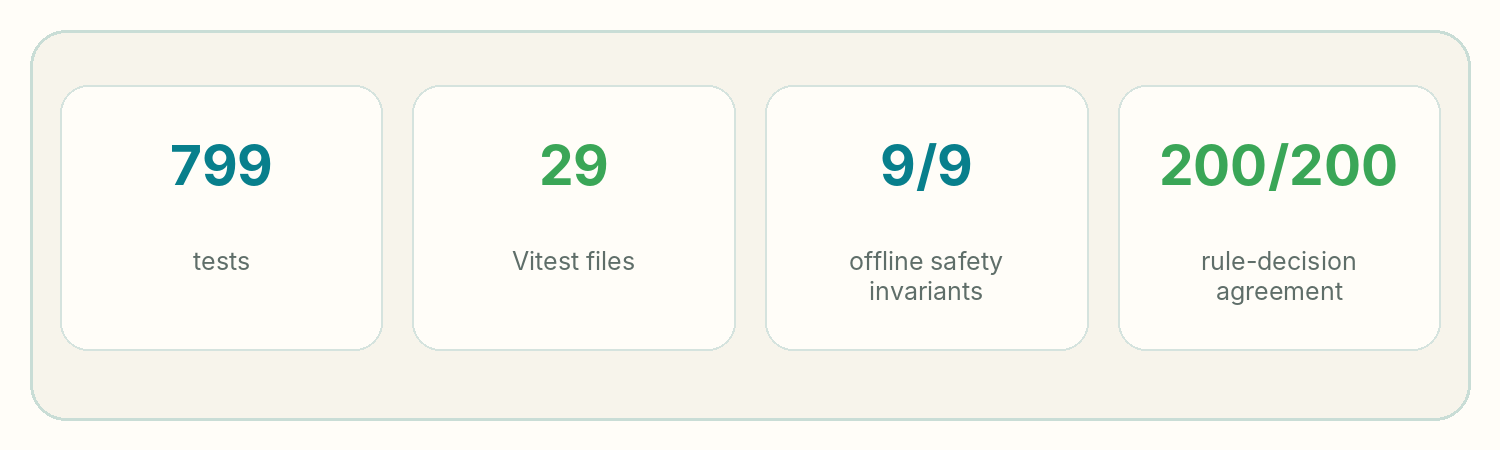 799
tests
29
Vitest files
9/9
offline safety
invariants
200/200
rule-decision
agreement